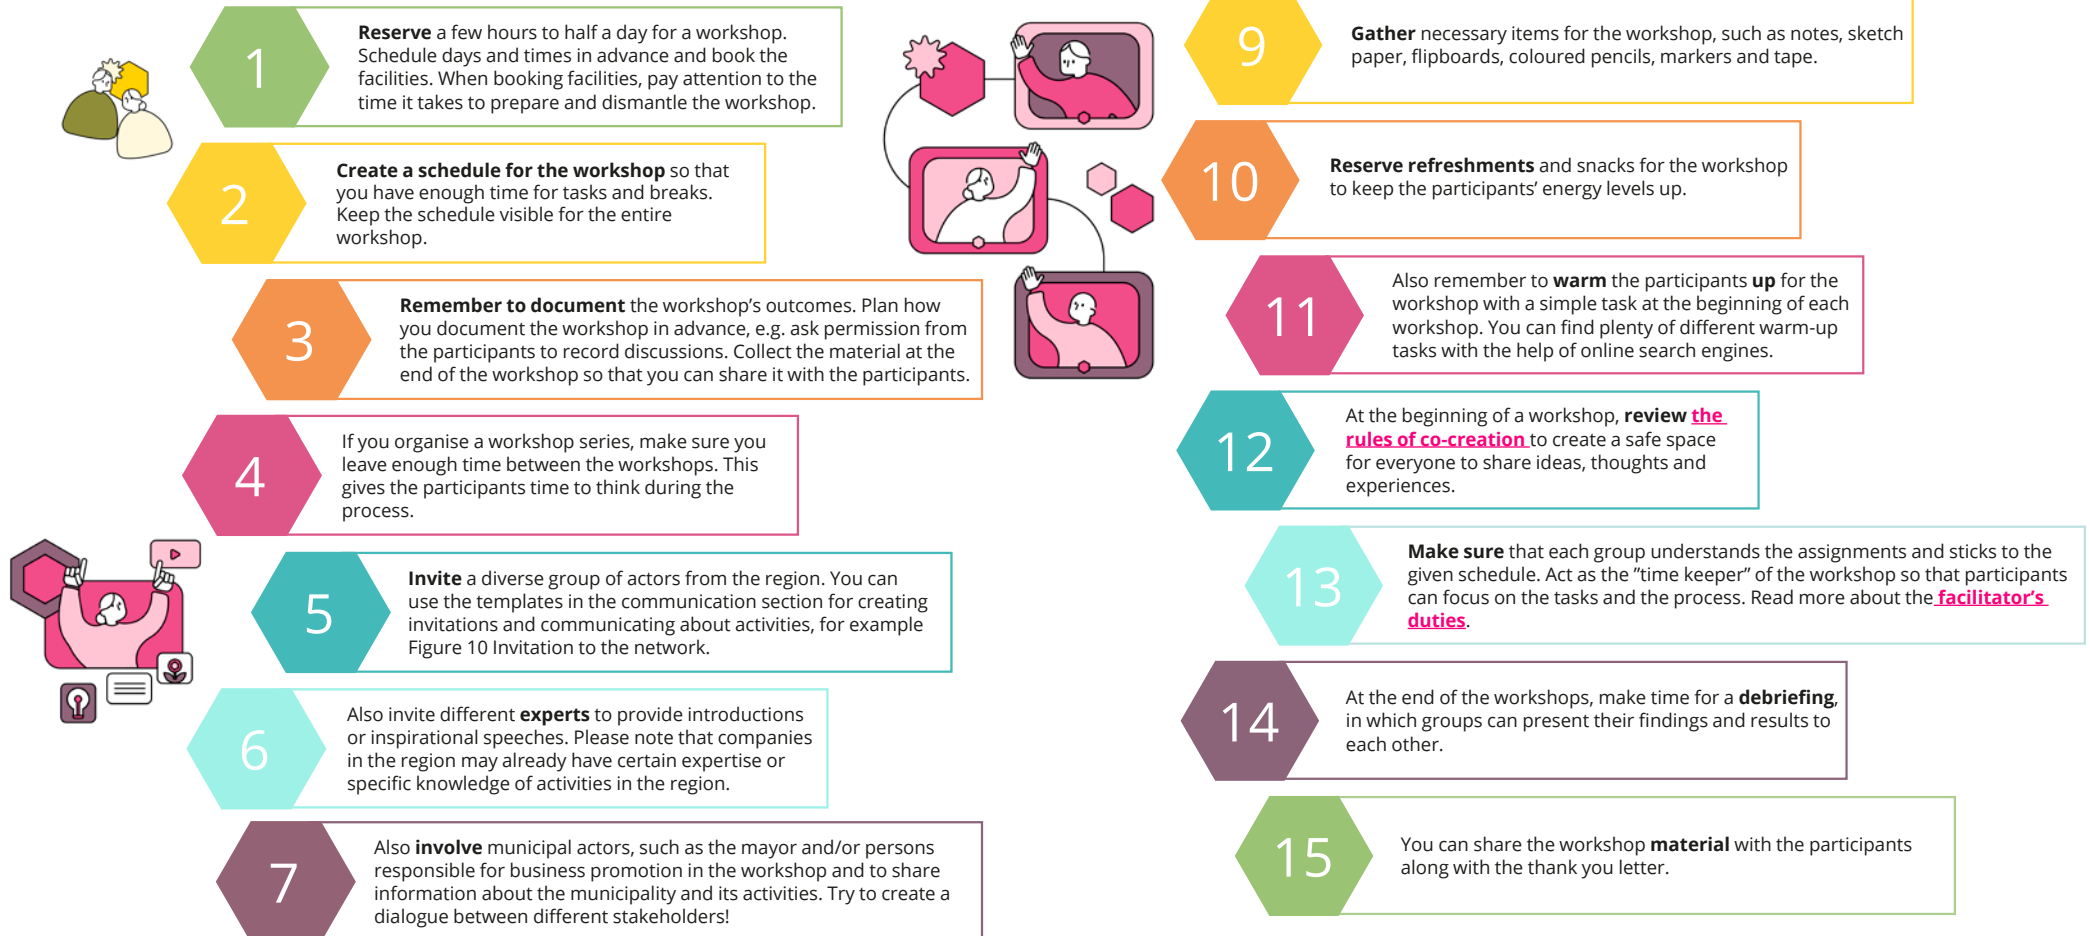 1
Reserve a few hours to half a day for a workshop.
Schedule days and times in advance and book the
facilities. When booking facilities, pay attention to the
time it takes to prepare and dismantle the workshop.
2
Create a schedule for the workshop so that
you have enough time for tasks and breaks.
Keep the schedule visible for the entire
workshop.
3
Remember to document the workshop's outcomes. Plan how
you document the workshop in advance, e.g. ask permission from
the participants to record discussions. Collect the material at the
end of the workshop so that you can share it with the participants.
4
If you organise a workshop series, make sure you
leave enough time between the workshops. This
gives the participants time to think during the
process.
5
Invite a diverse group of actors from the region. You can
use the templates in the communication section for creating
invitations and communicating about activities, for example
Figure 10 Invitation to the network.
6
Also invite different experts to provide introductions
or inspirational speeches. Please note that companies
in the region may already have certain expertise or
specific knowledge of activities in the region.
7
Also involve municipal actors, such as the mayor and/or persons
responsible for business promotion in the workshop and to share
information about the municipality and its activities. Try to create a
dialogue between different stakeholders!
9
Gather necessary items for the workshop, such as notes, sketch
paper, flipboards, coloured pencils, markers and tape.
10
Reserve refreshments and snacks for the workshop
to keep the participants' energy levels up.
11
Also remember to warm the participants up for the
workshop with a simple task at the beginning of each
workshop. You can find plenty of different warm-up
tasks with the help of online search engines.
12
At the beginning of a workshop, review the
rules of co-creation to create a safe space
for everyone to share ideas, thoughts and
experiences.
13
Make sure that each group understands the assignments and sticks to the
given schedule. Act as the ”time keeper” of the workshop so that participants
can focus on the tasks and the process. Read more about the facilitator's
duties.
14
At the end of the workshops, make time for a debriefing,
in which groups can present their findings and results to
each other.
15
You can share the workshop material with the participants
along with the thank you letter.